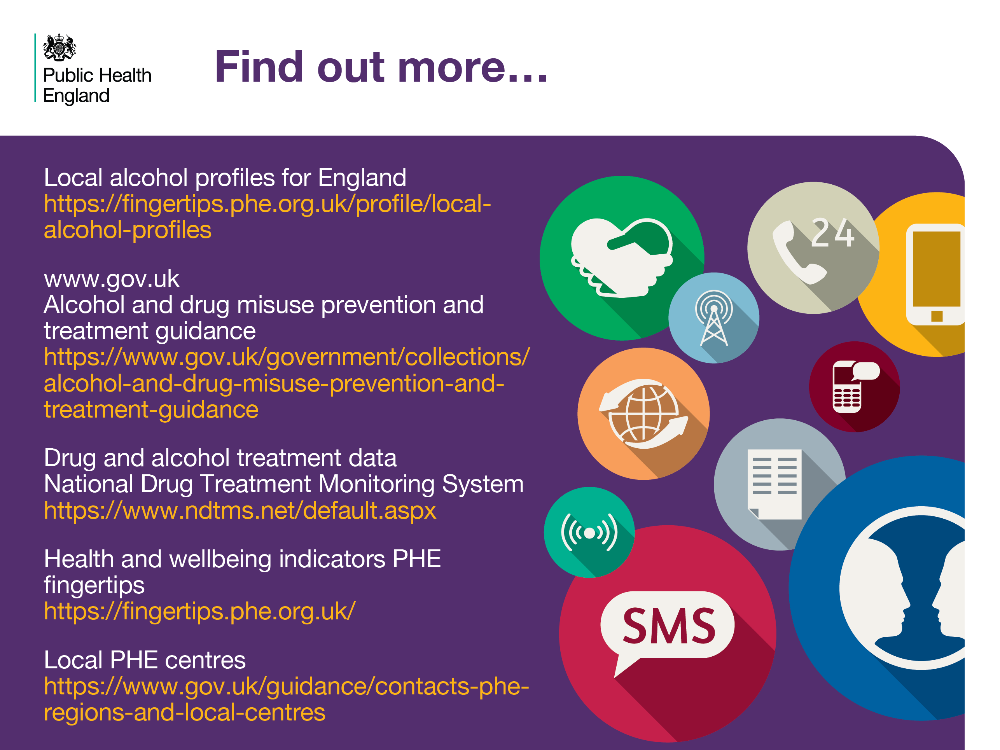 Public Health
England
Find out more…
Local alcohol profiles for England
https://fingertips.phe.org.uk/profile/local-
alcohol-profiles
www.gov.uk
Alcohol and drug misuse prevention and
treatment guidance
https://www.gov.uk/government/collections/
alcohol-and-drug-misuse-prevention-and-
treatment-guidance
Drug and alcohol treatment data
National Drug Treatment Monitoring System
https://www.ndtms.net/default.aspx
Health and wellbeing indicators PHE
fingertips
https://fingertips.phe.org.uk/
Local PHE centres
https://www.gov.uk/guidance/contacts-phe-
regions-and-local-centres
24
SMS